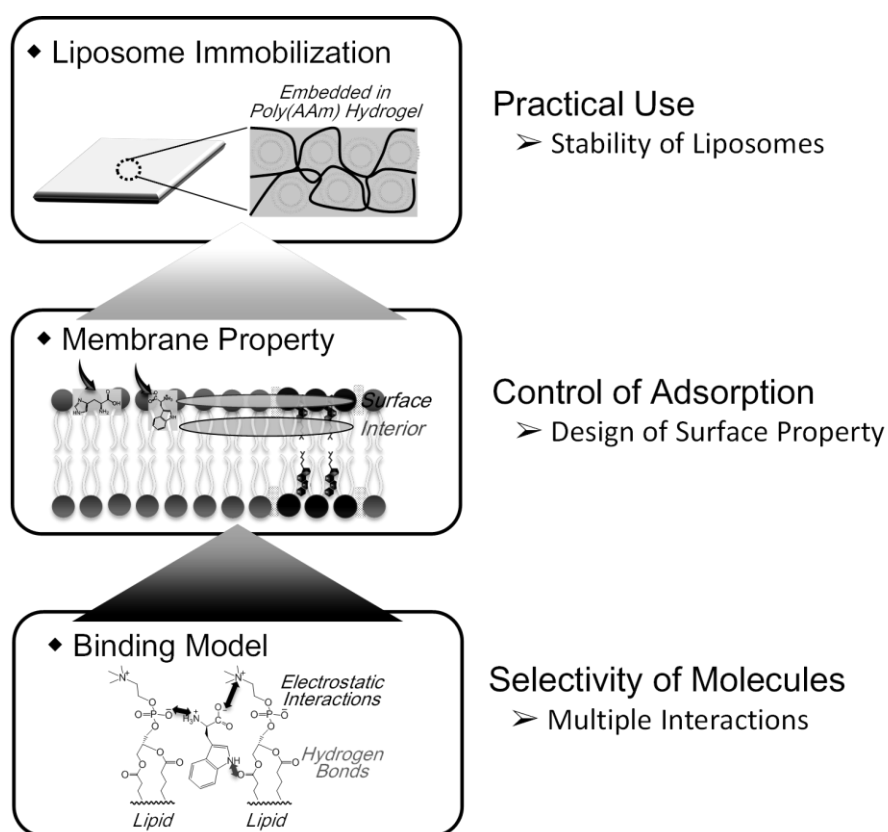 ◆ Liposome Immobilization
Embedded in
Poly(AAm) Hydrogel
Practical Use
➢ Stability of Liposomes
◆ Membrane Property
Surface
Interior
Control of Adsorption
➢ Design of Surface Property
◆ Binding Model
Electrostatic
Interactions
Hydrogen
Bonds
Lipid
Lipid
Selectivity of Molecules
➢ Multiple Interactions